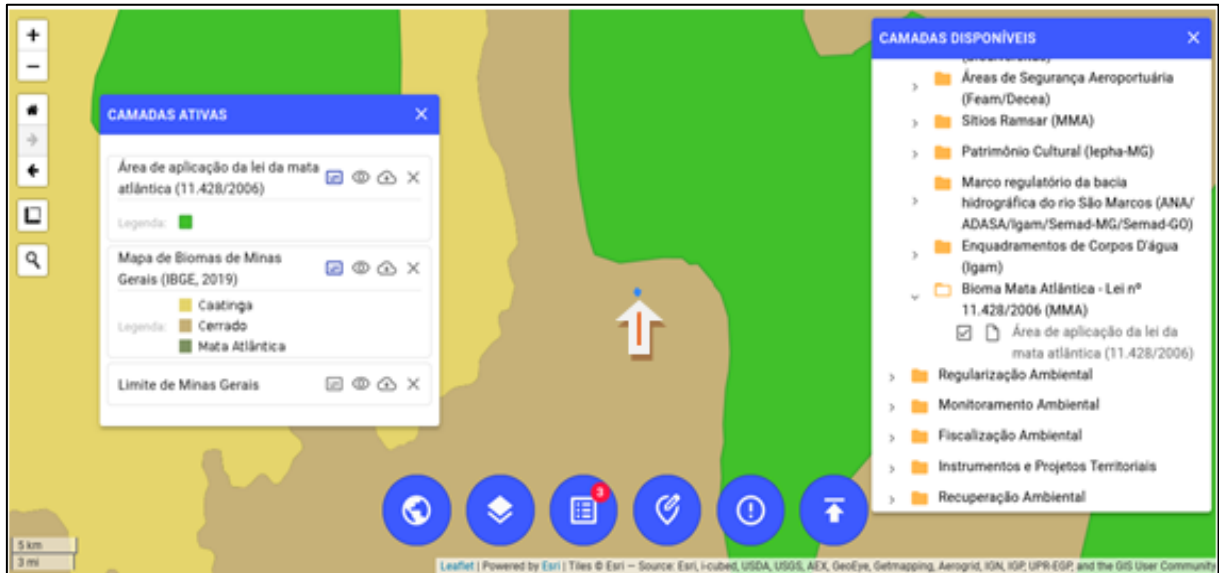 +
−
CAMADAS ATIVAS
Área de aplicação da lei da mata
atlântica (11.428/2006)
Legenda:
Mapa de Biomas de Minas
Gerais (IBGE, 2019)
Caatinga
Legenda:
Cerrado
Mata Atlântica
Limite de Minas Gerais
CAMADAS DISPONÍVEIS
Áreas de Segurança Aeroportuária
(Feam/Decea)
Sítios Ramsar (MMA)
Patrimônio Cultural (Iepha-MG)
Marco regulatório da bacia
hidrográfica do rio São Marcos (ANA/
ADASA/Igam/Semad-MG/Semad-GO)
Enquadramentos de Corpos D'água
(Igam)
Bioma Mata Atlântica - Lei nº
11.428/2006 (MMA)
Área de aplicação da lei da
mata atlântica (11.428/2006)
Regularização Ambiental
Monitoramento Ambiental
Fiscalização Ambiental
Instrumentos e Projetos Territoriais
Recuperação Ambiental
3
5 km
3 mi
Leaflet | Powered by Esri | Tiles © Esri — Source: Esri, i-cubed, USDA, USGS, AEX, GeoEye, Getmapping, Aerogrid, IGN, IGP, UPR-EGP, and the GIS User Community